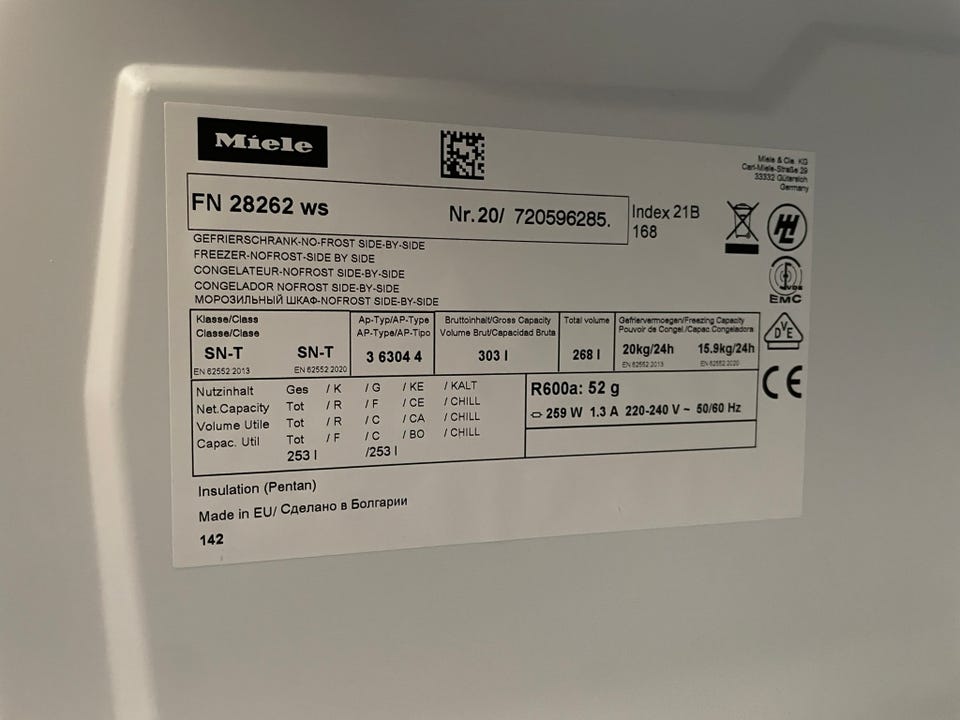 Miele
Miele & Cie. KG
Carl-Miele-Straße 29
33332 Gütersloh
Germany
FN 28262 ws Nr.20/ 720596285. Index 21B
168
GEFRIERSCHRANK-NO-FROST SIDE-BY-SIDE
FREEZER-NOFROST-SIDE BY SIDE
CONGELATEUR-NOFROST SIDE-BY-SIDE
CONGELADOR NOFROST SIDE-BY-SIDE
МОРОЗИЛЬНЫЙ ШКАФ-NOFROST SIDE-BY-SIDE
VDE
EMC
DVE
CE
Klasse/Class
Classe/Clase
SN-T SN-T
EN 62552 2013 EN 62552 2020
Ap-Typ/AP-Type
AP-Type/AP-Tipo
3 6304 4
Bruttoinhalt/Gross Capacity
Volume Brut/Capacidad Bruta
303 l
Total volume
268 l
Gefriervermoegen/Freezing Capacity
Pouvoir de Congel./Capac.Congeladora
20kg/24h 15.9kg/24h
EN 62552 2013 EN 62552 2020
Nutzinhalt Ges / K / G / KE / KALT
Net.Capacity Tot / R / F / CE / CHILL
Volume Utile Tot / R / C / CA / CHILL
Capac. Util Tot / F / C / BO / CHILL
253 l /253 l
R600a: 52 g
259 W 1.3 A 220-240 V ~ 50/60 Hz
Insulation (Pentan)
Made in EU/ Сделано в Болгарии
142